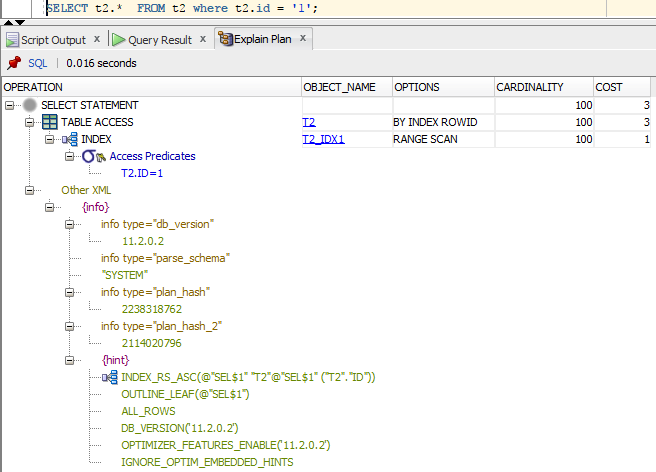 SELECT t2.*  FROM t2 where t2.id = '1';
Script Output x Query Result x Explain Plan x
SQL | 0.016 seconds
OPERATION OBJECT_NAME OPTIONS CARDINALITY COST
SELECT STATEMENT 100 3
TABLE ACCESS T2 BY INDEX ROWID 100 3
INDEX T2_IDX1 RANGE SCAN 100 1
Access Predicates
T2.ID=1
Other XML
{info}
info type="db_version"
11.2.0.2
info type="parse_schema"
"SYSTEM"
info type="plan_hash"
2238318762
info type="plan_hash_2"
2114020796
{hint}
INDEX_RS_ASC(@"SEL$1" "T2"@"SEL$1" ("T2"."ID"))
OUTLINE_LEAF(@"SEL$1")
ALL_ROWS
DB_VERSION('11.2.0.2')
OPTIMIZER_FEATURES_ENABLE('11.2.0.2')
IGNORE_OPTIM_EMBEDDED_HINTS